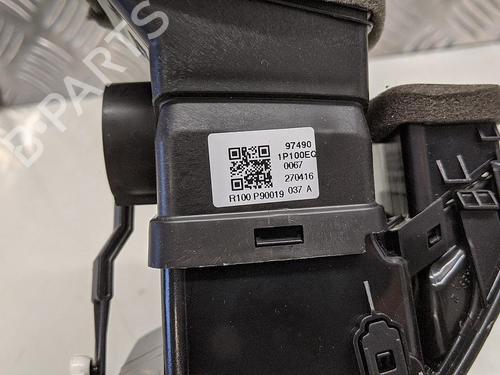 B-PARTS
97490
1P100EQ
0067
270416
R100 P90019 037 A